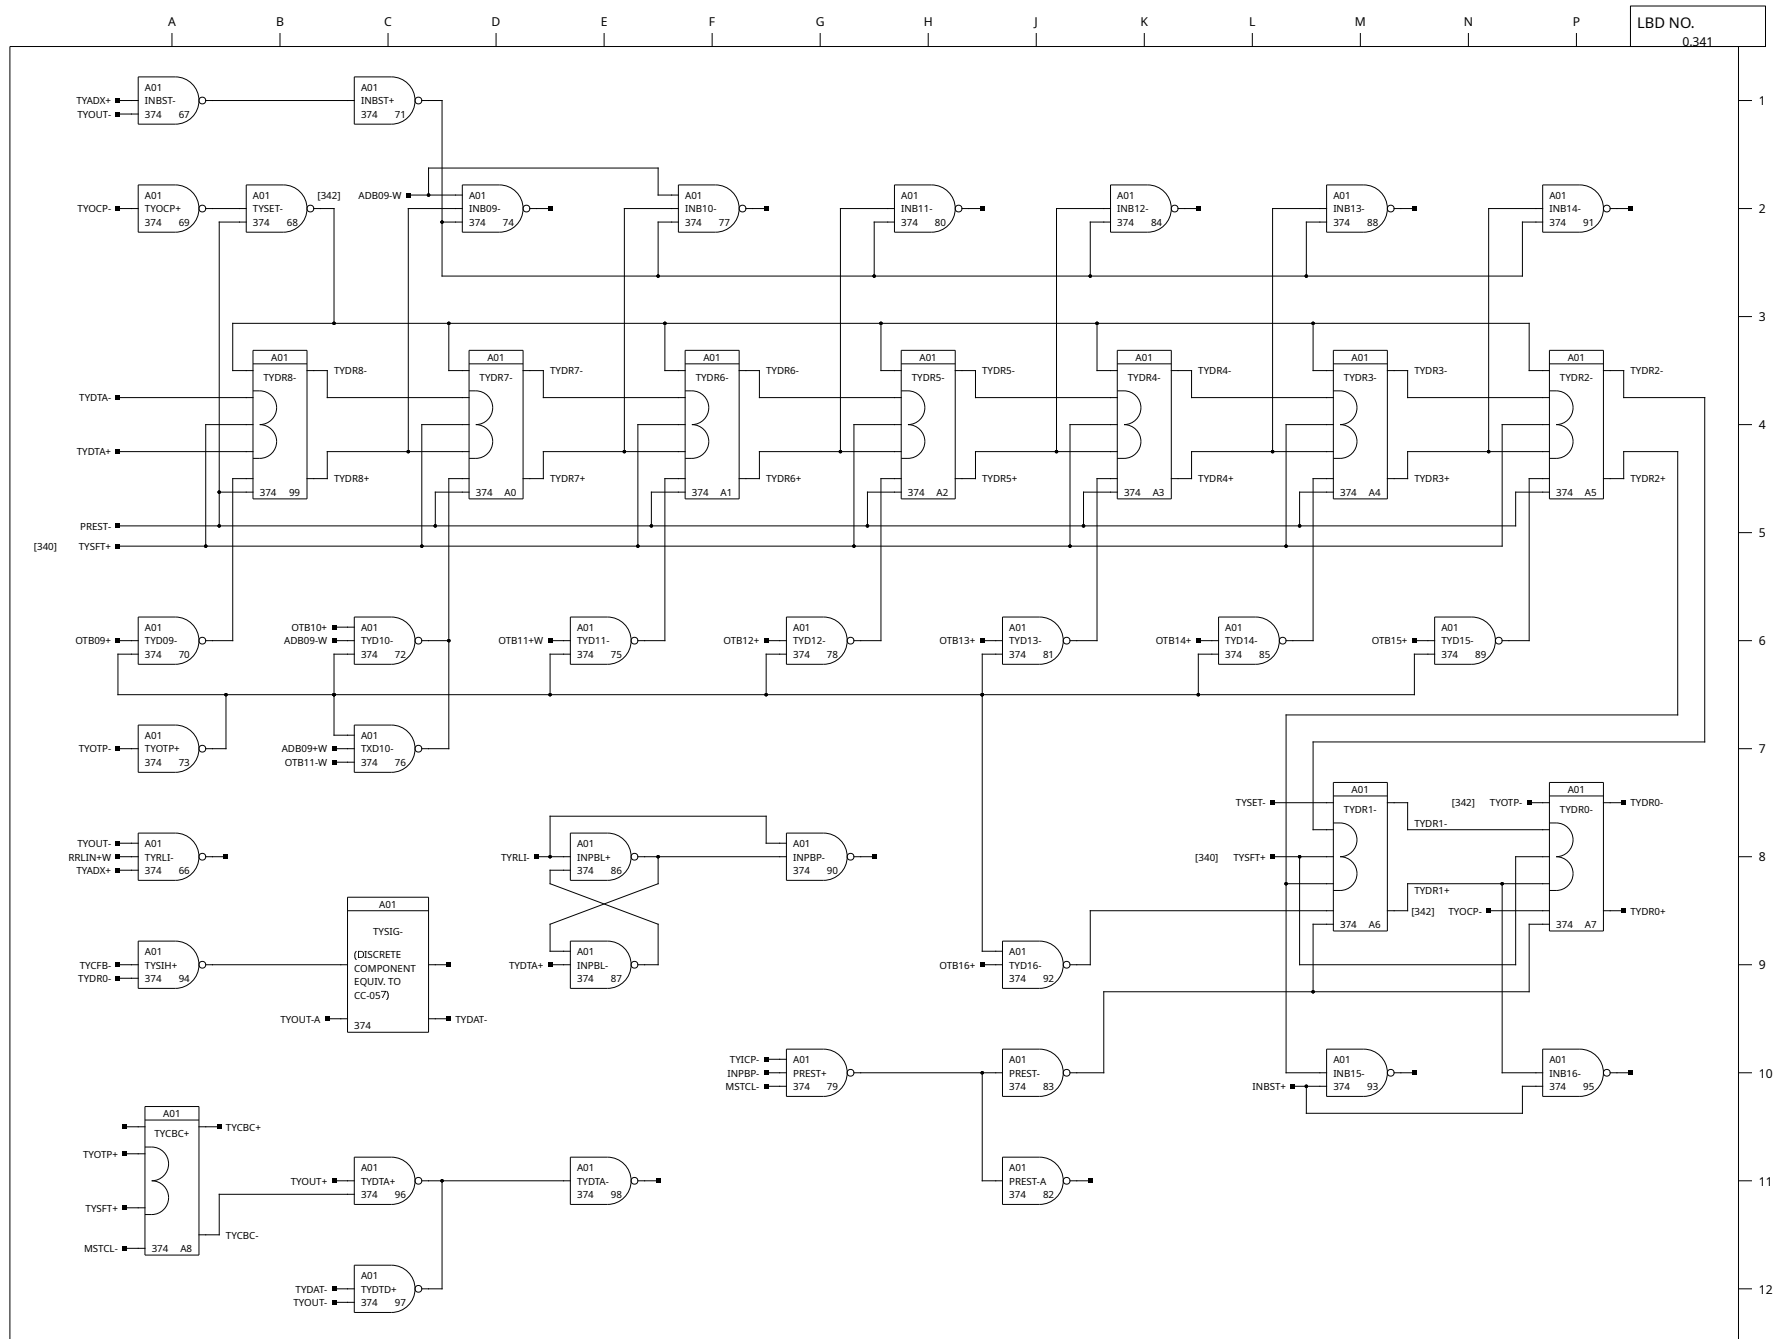 A B C D E F G H J K L M N P
LBD NO.
0.341
A01 A01
TYADX+ INBST- INBST+ 1
TYOUT- 374 67 374 71
A01 A01 [342] ADB09-W A01 A01 A01 A01 A01 A01
TYOCP- TYOCP+ TYSET- INB09- INB10- INB11- INB12- INB13- INB14- 2
374 69 374 68 374 74 374 77 374 80 374 84 374 88 374 91
3
A01 A01 A01 A01 A01 A01 A01
TYDR8- TYDR8- TYDR7- TYDR7- TYDR6- TYDR6- TYDR5- TYDR5- TYDR4- TYDR4- TYDR3- TYDR3- TYDR2- TYDR2-
TYDTA-
4
TYDTA+
TYDR8+ TYDR7+ TYDR6+ TYDR5+ TYDR4+ TYDR3+ TYDR2+
374 99 374 A0 374 A1 374 A2 374 A3 374 A4 374 A5
PREST-
5
[340] TYSFT+
A01 OTB10+ A01 A01 A01 A01 A01 A01
OTB09+ TYD09- ADB09-W TYD10- OTB11+W TYD11- OTB12+ TYD12- OTB13+ TYD13- OTB14+ TYD14- OTB15+ TYD15- 6
374 70 374 72 374 75 374 78 374 81 374 85 374 89
A01 A01
TYOTP- TYOTP+ ADB09+W TXD10- 7
374 73 OTB11-W 374 76
A01 A01
TYSET- TYDR1- [342] TYOTP- TYDR0- TYDR0-
TYDR1-
TYOUT- A01 A01 A01
RRLIN+W TYRLI- TYRLI- INPBL+ INPBP- [340] TYSFT+ 8
TYADX+ 374 66 374 86 374 90
TYDR1+
A01
[342] TYOCP- TYDR0+
374 A6 374 A7
TYSIG-
A01 (DISCRETE A01 A01
TYCFB- TYSIH+ COMPONENT TYDTA+ INPBL- OTB16+ TYD16- 9
TYDR0- 374 94 EQUIV. TO 374 87 374 92
CC-057)
TYOUT-A 374 TYDAT-
TYICP- A01 A01 A01 A01
INPBP- PREST+ PREST- INB15- INB16- 10
MSTCL- 374 79 374 83 INBST+ 374 93 374 95
A01
TYCBC+ TYCBC+
TYOTP+
A01 A01 A01
TYOUT+ TYDTA+ TYDTA- PREST-A 11
374 96 374 98 374 82
TYSFT+
TYCBC-
MSTCL- 374 A8
A01
TYDAT- TYDTD+ 12
TYOUT- 374 97